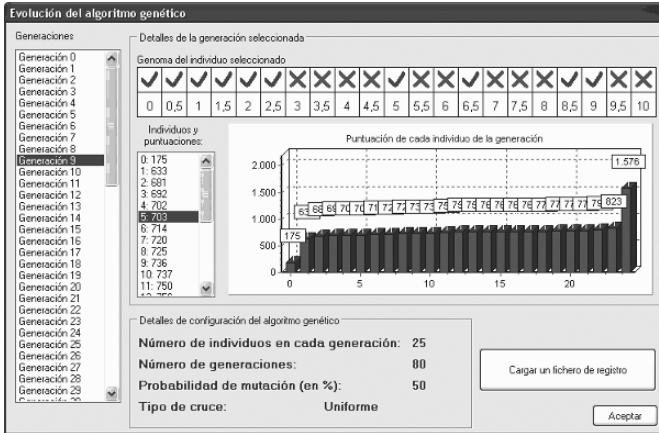 Evolución del algoritmo genético
Generaciones
Generación 0
Generación 1
Generación 2
Generación 3
Generación 4
Generación 5
Generación 6
Generación 7
Generación 8
Generación 9
Generación 10
Generación 11
Generación 12
Generación 13
Generación 14
Generación 15
Generación 16
Generación 17
Generación 18
Generación 19
Generación 20
Generación 21
Generación 22
Generación 23
Generación 24
Generación 25
Generación 26
Generación 27
Generación 28
Generación 29
Detalles de la generación seleccionada
Genoma del individuo seleccionado
0 0,5 1 1,5 2 2,5 3 3,5 4 4,5 5 5,5 6 6,5 7 7,5 8 8,5 9 9,5 10
Individuos y
puntuaciones:
0: 175
1: 633
2: 681
3: 692
4: 702
5: 703
6: 714
7: 720
8: 725
9: 736
10: 737
11: 750
Puntuación de cada individuo de la generación
2.000
1.500
1.000
500
0
175
823
1.576
0 5 10 15 20
Detalles de configuración del algoritmo genético
Número de individuos en cada generación: 25
Número de generaciones: 80
Probabilidad de mutación (en %): 50
Tipo de cruce: Uniforme
Cargar un fichero de registro
Aceptar